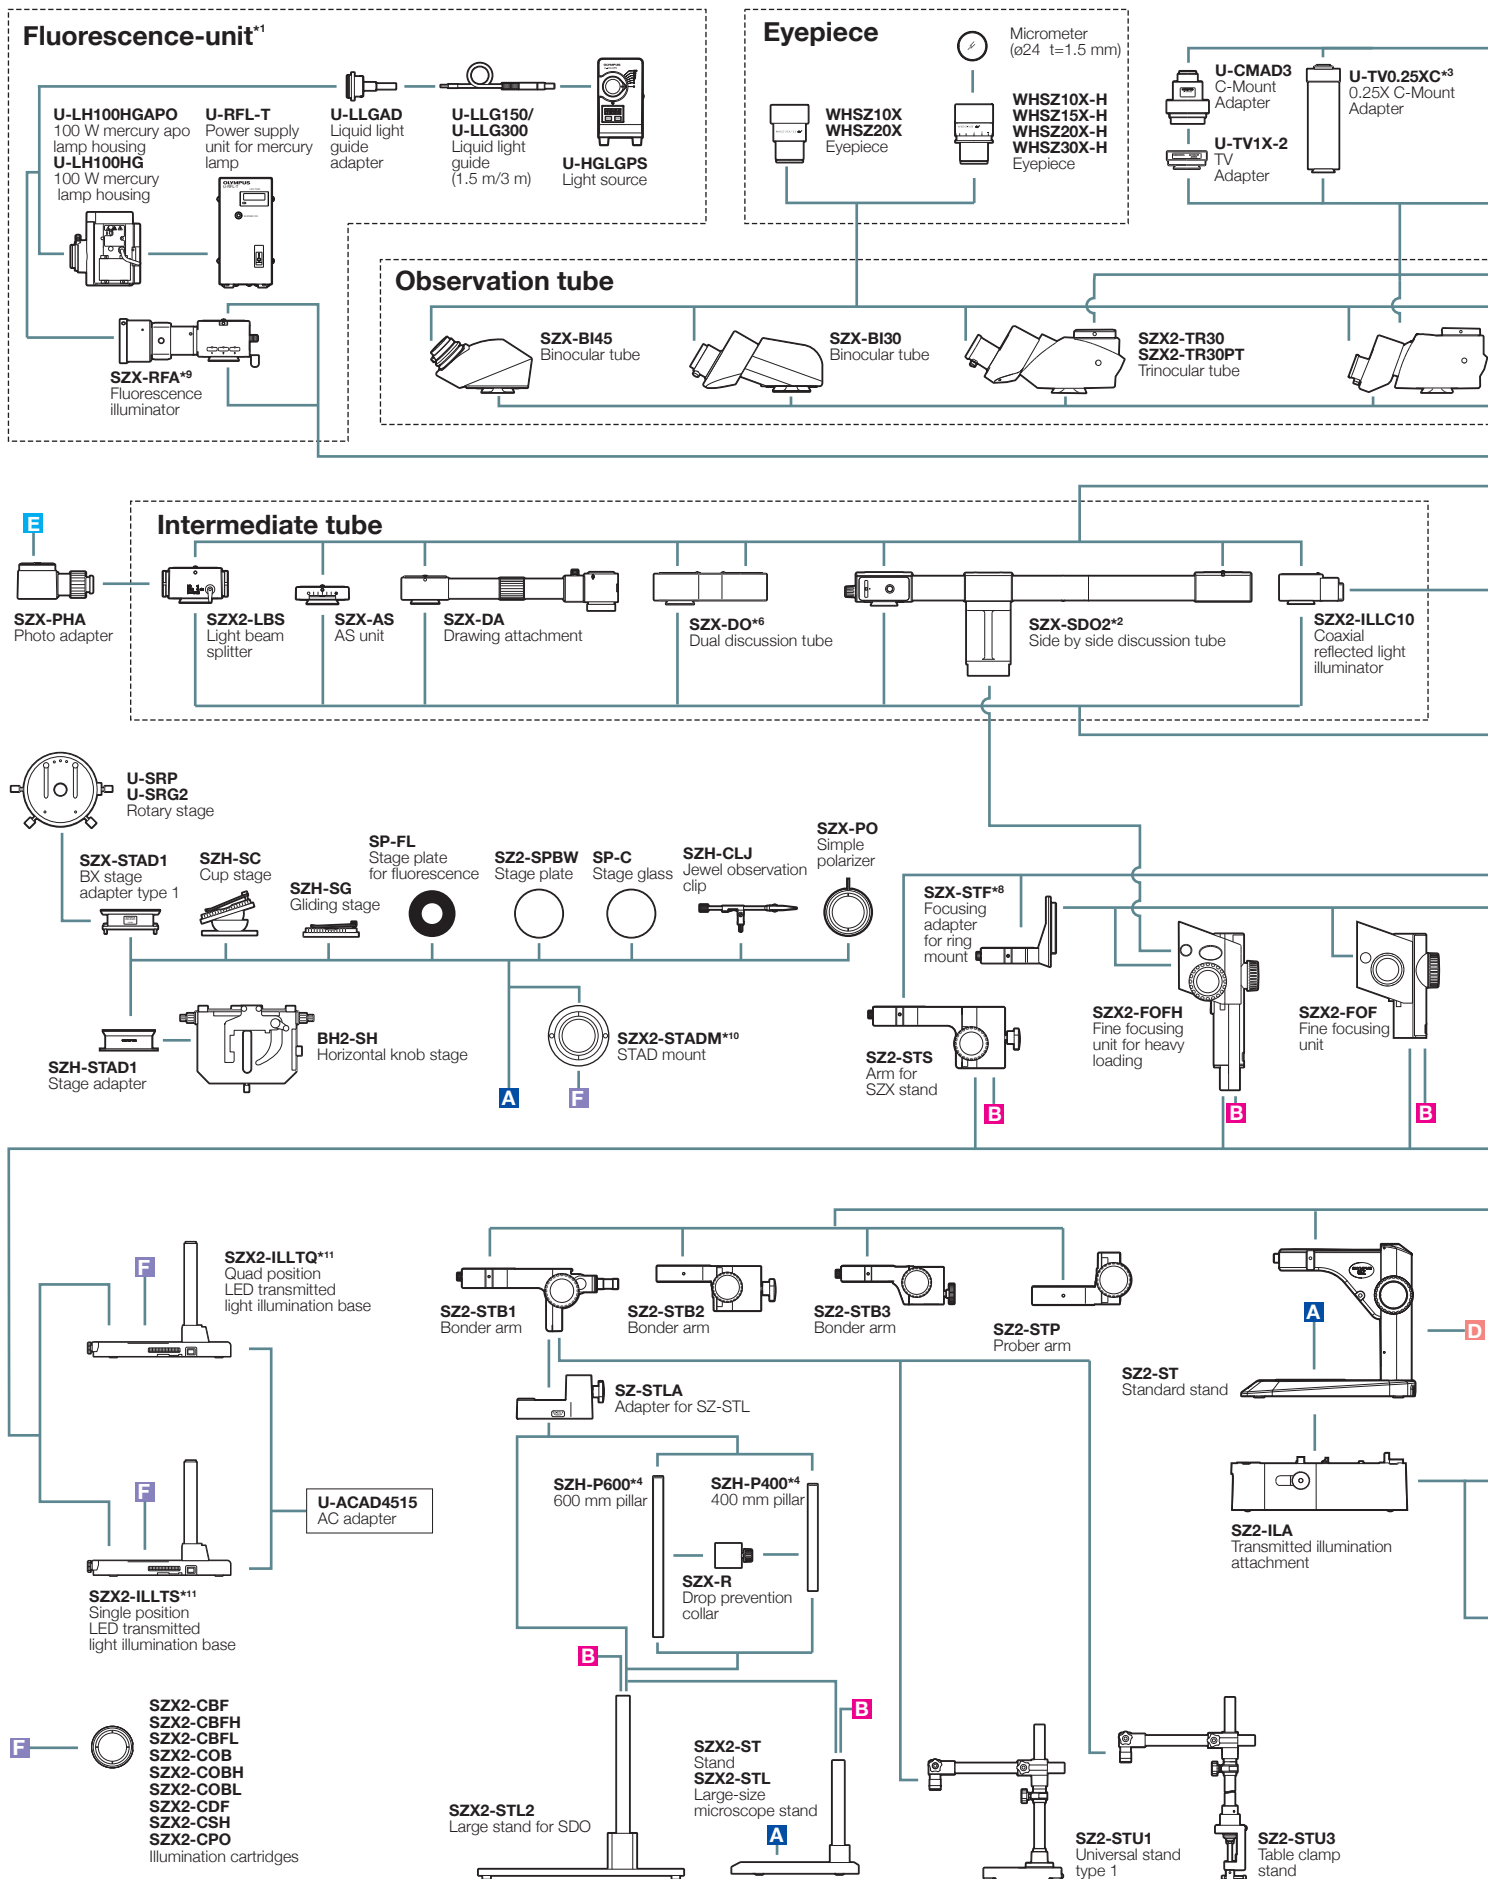 Fluorescence-unit*1
U-LH100HGAPO
100 W mercury apo
lamp housing
U-LH100HG
100 W mercury
lamp housing
U-RFL-T
Power supply
unit for mercury
lamp
U-LLGAD
Liquid light
guide
adapter
U-LLG150/
U-LLG300
Liquid light
guide
(1.5 m/3 m)
U-HGLGPS
Light source
OLYMPUS
SZX-RFA*9
Fluorescence
illuminator
Eyepiece
Micrometer
(ø24 t=1.5 mm)
WHSZ10X
WHSZ20X
Eyepiece
WHSZ10X-H
WHSZ15X-H
WHSZ20X-H
WHSZ30X-H
Eyepiece
U-CMAD3
C-Mount
Adapter
U-TV1X-2
TV
Adapter
U-TV0.25XC*3
0.25X C-Mount
Adapter
Observation tube
SZX-BI45
Binocular tube
SZX-BI30
Binocular tube
SZX2-TR30
SZX2-TR30PT
Trinocular tube
Intermediate tube
E
SZX-PHA
Photo adapter
SZX2-LBS
Light beam
splitter
SZX-AS
AS unit
SZX-DA
Drawing attachment
SZX-DO*6
Dual discussion tube
SZX-SDO2*2
Side by side discussion tube
SZX2-ILLC10
Coaxial
reflected light
illuminator
U-SRP
U-SRG2
Rotary stage
SZX-STAD1
BX stage
adapter type 1
SZH-SC
Cup stage
SZH-SG
Gliding stage
SP-FL
Stage plate
for fluorescence
SZ2-SPBW
Stage plate
SP-C
Stage glass
SZH-CLJ
Jewel observation
clip
SZX-PO
Simple
polarizer
SZH-STAD1
Stage adapter
BH2-SH
Horizontal knob stage
SZX2-STADM*10
STAD mount
A
F
SZX-STF*8
Focusing
adapter
for ring
mount
SZ2-STS
Arm for
SZX stand
B
SZX2-FOFH
Fine focusing
unit for heavy
loading
B
SZX2-FOF
Fine focusing
unit
B
SZX2-ILLTQ*11
Quad position
LED transmitted
light illumination base
F
F
U-ACAD4515
AC adapter
SZX2-ILLTS*11
Single position
LED transmitted
light illumination base
SZ2-STB1
Bonder arm
SZ2-STB2
Bonder arm
SZ2-STB3
Bonder arm
SZ2-STP
Prober arm
A
D
SZ2-ST
Standard stand
SZ-STLA
Adapter for SZ-STL
SZH-P600*4
600 mm pillar
SZH-P400*4
400 mm pillar
SZX-R
Drop prevention
collar
SZ2-ILA
Transmitted illumination
attachment
F
SZX2-CBF
SZX2-CBFH
SZX2-CBFL
SZX2-COB
SZX2-COBH
SZX2-COBL
SZX2-CDF
SZX2-CSH
SZX2-CPO
Illumination cartridges
B
B
SZX2-STL2
Large stand for SDO
SZX2-ST
Stand
SZX2-STL
Large-size
microscope stand
A
SZ2-STU1
Universal stand
type 1
SZ2-STU3
Table clamp
stand